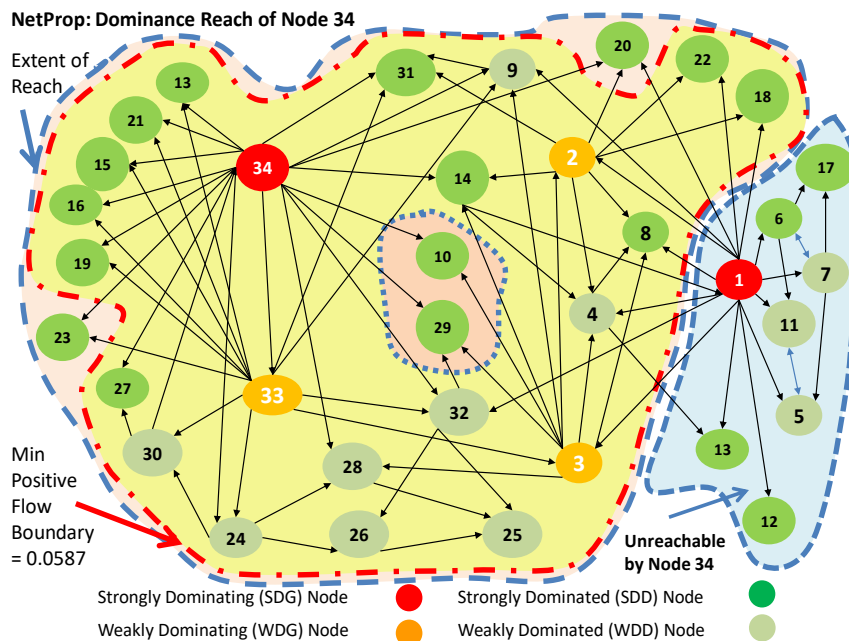 NetProp: Dominance Reach of Node 34
Extent of
Reach
20
22
13
31
9
18
21
2
17
15
34
14
16
6
8
10
19
1
7
4
11
29
23
27
33
32
5
30
13
28
3
Min
Positive
Flow
Boundary
= 0.0587
24
26
25
12
Unreachable
by Node 34
Strongly Dominating (SDG) Node
Strongly Dominated (SDD) Node
Weakly Dominating (WDG) Node
Weakly Dominated (WDD) Node